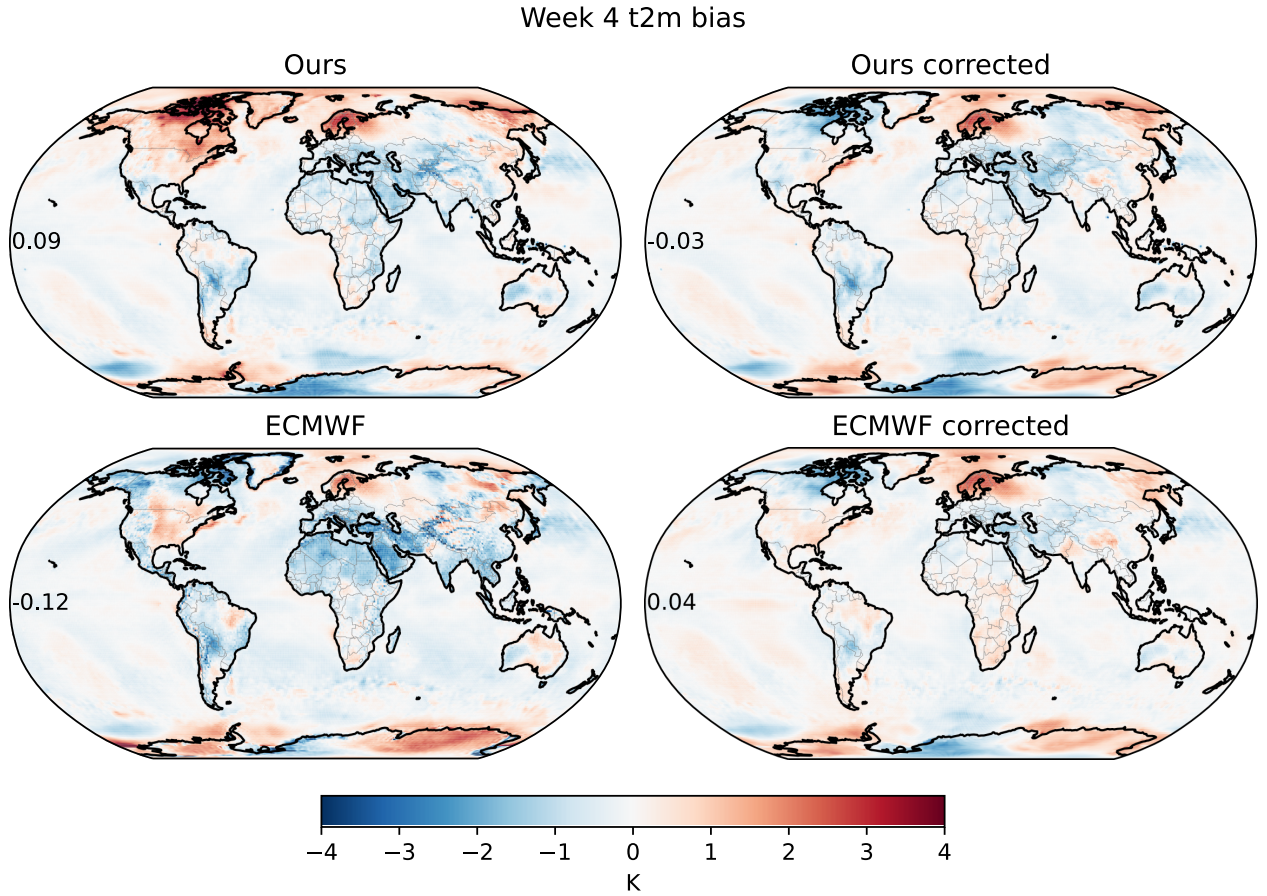 Week 4 t2m bias
Ours
Ours corrected
0.09
-0.03
ECMWF
ECMWF corrected
-0.12
0.04
−4 −3 −2 −1 0 1 2 3 4
K